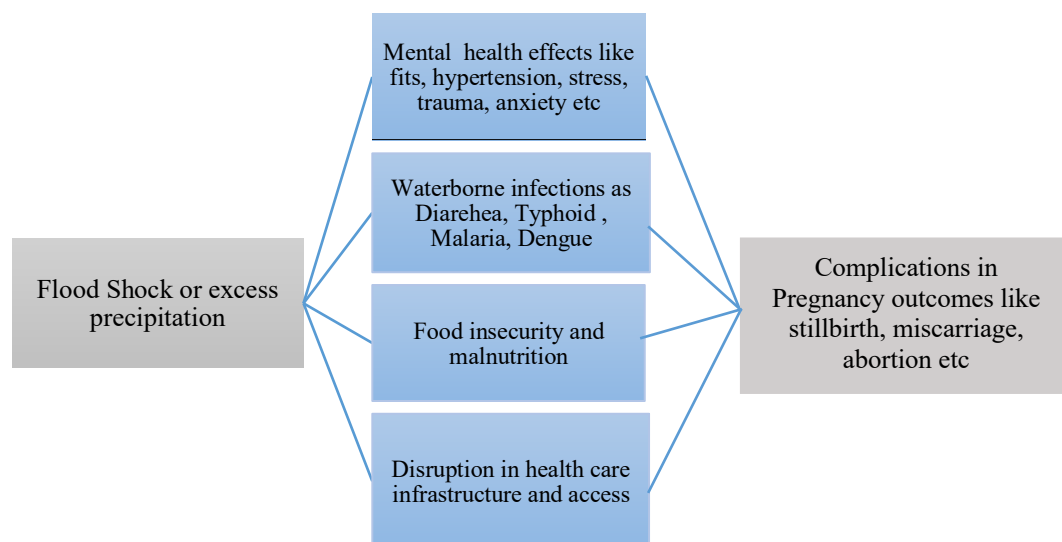 Mental health effects like
fits, hypertension, stress,
trauma, anxiety etc
Waterborne infections as
Diarehea, Typhoid ,
Malaria, Dengue
Flood Shock or excess
precipitation
Food insecurity and
malnutrition
Complications in
Pregnancy outcomes like
stillbirth, miscarriage,
abortion etc
Disruption in health care
infrastructure and access